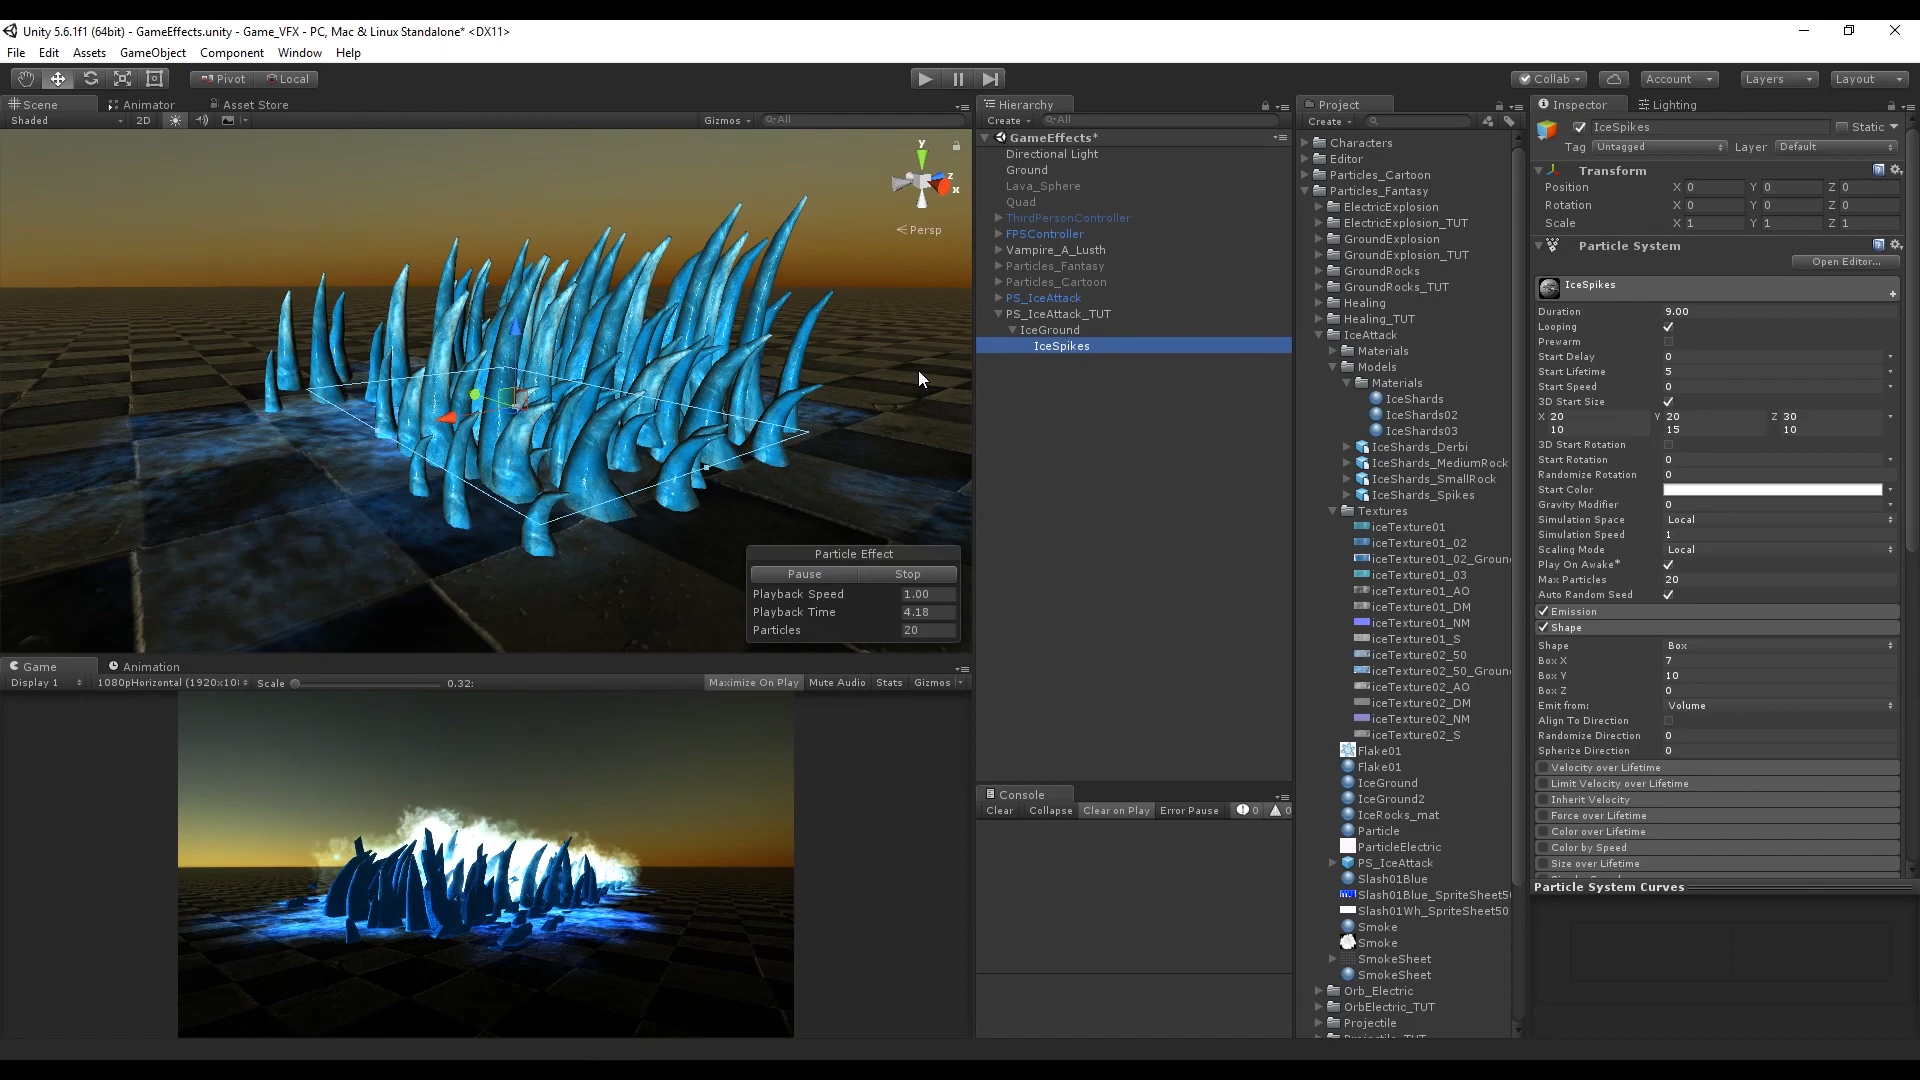 Unity 5.6.1f1 (64bit) - GameEffects.unity - Game_VFX - PC, Mac & Linux Standalone* <DX11>
File Edit Assets GameObject Component Window Help
Pivot Local
Collab Account Layers Layout
Scene Animator Asset Store
Shaded 2D Gizmos All
y
z
x
Persp
Particle Effect
Pause Stop
Playback Speed 1.00
Playback Time 4.18
Particles 20
Game Animation
Display 1 Scale 0.32: Maximize On Play Mute Audio Stats Gizmos
Hierarchy
Create All
GameEffects*
Directional Light
Ground
Lava_Sphere
Quad
ThirdPersonController
FPSController
Vampire_A_Lusth
Particles_Fantasy
Particles_Cartoon
PS_IceAttack
PS_IceAttack_TUT
IceGround
IceSpikes
Console
Clear Collapse Clear on Play Error Pause 0 0
Project
Create
Characters
Editor
Particles_Cartoon
Particles_Fantasy
ElectricExplosion
ElectricExplosion_TUT
GroundExplosion
GroundExplosion_TUT
GroundRocks
GroundRocks_TUT
Healing
Healing_TUT
IceAttack
Materials
Models
Materials
IceShards
IceShards02
IceShards03
IceShards_Derbi
IceShards_MediumRock
IceShards_SmallRock
IceShards_Spikes
Textures
iceTexture01
iceTexture01_02
iceTexture01_02_Groun
iceTexture01_03
iceTexture01_AO
iceTexture01_DM
iceTexture01_NM
iceTexture01_S
iceTexture02_50
iceTexture02_50_Groun
iceTexture02_AO
iceTexture02_DM
iceTexture02_NM
iceTexture02_S
Flake01
Flake01
IceGround
IceGround2
IceRocks_mat
Particle
ParticleElectric
PS_IceAttack
Slash01Blue
Slash01Blue_SpriteSheet5
Slash01Wh_SpriteSheet50
Smoke
Smoke
SmokeSheet
SmokeSheet
Orb_Electric
OrbElectric_TUT
Projectile
Inspector Lighting
IceSpikes Static
Tag Untagged Layer Default
Transform
Position X 0 Y 0 Z 0
Rotation X 0 Y 0 Z 0
Scale X 1 Y 1 Z 1
Particle System
Open Editor...
IceSpikes
Duration 9.00
Looping
Prewarm
Start Delay 0
Start Lifetime 5
Start Speed 0
3D Start Size
X 20 Y 20 Z 30
10 15 10
3D Start Rotation
Start Rotation 0
Randomize Rotation 0
Start Color
Gravity Modifier 0
Simulation Space Local
Simulation Speed 1
Scaling Mode Local
Play On Awake*
Max Particles 20
Auto Random Seed
Emission
Shape
Shape Box
Box X 7
Box Y 10
Box Z 0
Emit from: Volume
Align To Direction
Randomize Direction 0
Spherize Direction 0
Velocity over Lifetime
Limit Velocity over Lifetime
Inherit Velocity
Force over Lifetime
Color over Lifetime
Color by Speed
Size over Lifetime
Particle System Curves